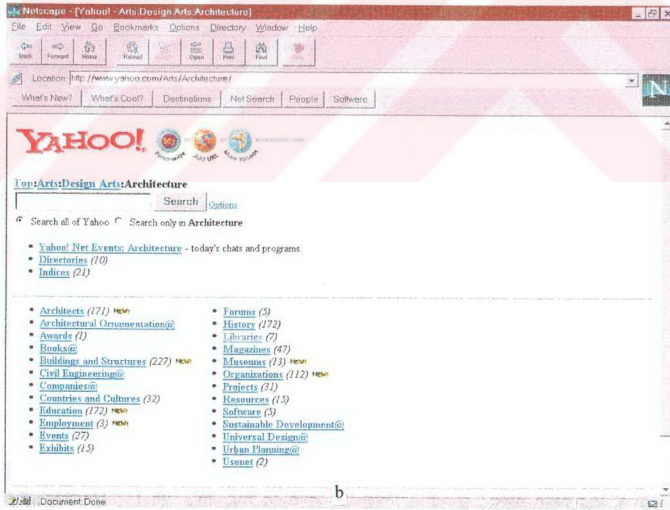 Netscape - [Yahoo! - Arts:Design Arts:Architecture]
File Edit View Go Bookmarks Options Directory Window Help
Back Forward Home Reload Open Print Find
Location: http://www.yahoo.com/Arts/Architecture/
What's New? What's Cool? Destinations Net Search People Software
N
YAHOO!
My Personalize Add URL More Yahoos
Top:Arts:Design Arts:Architecture
Search Options
Search all of Yahoo Search only in Architecture
• Yahoo! Net Events: Architecture - today's chats and programs.
• Directories (10)
• Indices (21)
• Architects (171) NEW!
• Architectural Ornamentation@
• Awards (1)
• Books@
• Buildings and Structures (227) NEW!
• Civil Engineering@
• Companies@
• Countries and Cultures (32)
• Education (172) NEW!
• Employment (3) NEW!
• Events (27)
• Exhibits (15)
• Forums (5)
• History (172)
• Libraries (7)
• Magazines (47)
• Museums (13) NEW!
• Organizations (112) NEW!
• Projects (31)
• Resources (15)
• Software (5)
• Sustainable Development@
• Universal Design@
• Urban Planning@
• Usenet (2)
b
Document Done